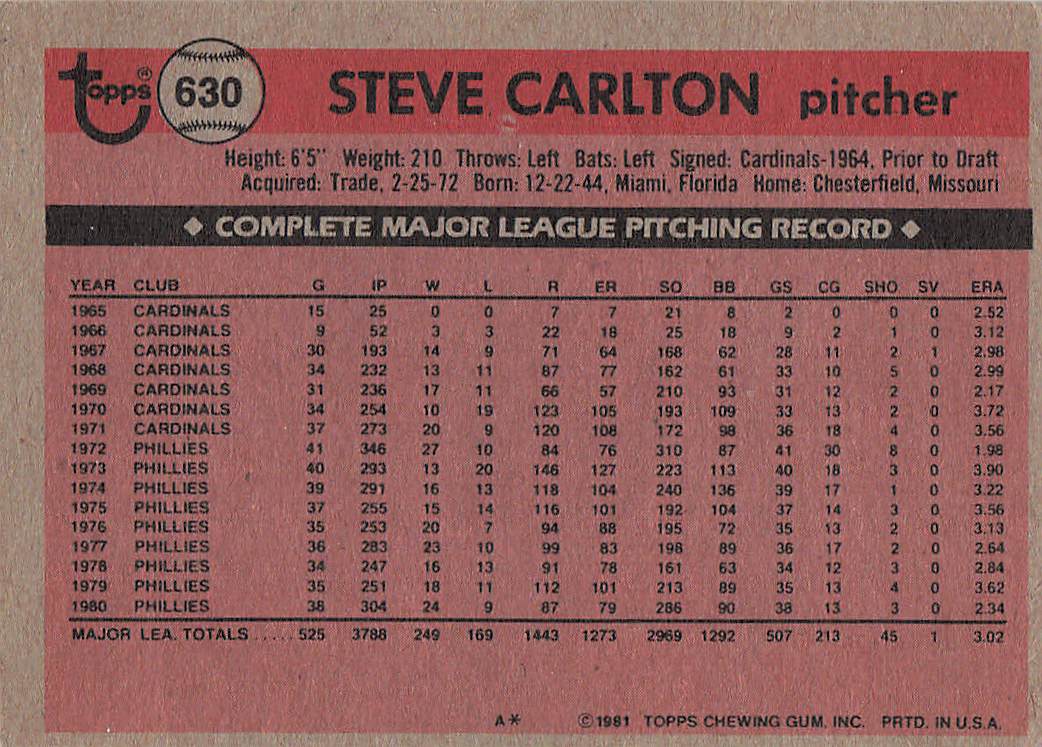 topps® 630 STEVE CARLTON pitcher
Height: 6'5" Weight: 210 Throws: Left Bats: Left Signed: Cardinals-1964, Prior to Draft
Acquired: Trade, 2-25-72 Born: 12-22-44, Miami, Florida Home: Chesterfield, Missouri
◆ COMPLETE MAJOR LEAGUE PITCHING RECORD ◆
YEAR CLUB G IP W L R ER SO BB GS CG SHO SV ERA
1965 CARDINALS 15 25 0 0 7 7 21 8 2 0 0 0 2.52
1966 CARDINALS 9 52 3 3 22 18 25 18 9 2 1 0 3.12
1967 CARDINALS 30 193 14 9 71 64 168 62 28 11 2 1 2.98
1968 CARDINALS 34 232 13 11 87 77 162 61 33 10 5 0 2.99
1969 CARDINALS 31 236 17 11 66 57 210 93 31 12 2 0 2.17
1970 CARDINALS 34 254 10 19 123 105 193 109 33 13 2 0 3.72
1971 CARDINALS 37 273 20 9 120 108 172 98 36 18 4 0 3.56
1972 PHILLIES 41 346 27 10 84 76 310 87 41 30 8 0 1.98
1973 PHILLIES 40 293 13 20 146 127 223 113 40 18 3 0 3.90
1974 PHILLIES 39 291 16 13 118 104 240 136 39 17 1 0 3.22
1975 PHILLIES 37 255 15 14 116 101 192 104 37 14 3 0 3.56
1976 PHILLIES 35 253 20 7 94 88 195 72 35 13 2 0 3.13
1977 PHILLIES 36 283 23 10 99 83 198 89 36 17 2 0 2.64
1978 PHILLIES 34 247 16 13 91 78 161 63 34 12 3 0 2.84
1979 PHILLIES 35 251 18 11 112 101 213 89 35 13 4 0 3.62
1980 PHILLIES 38 304 24 9 87 79 286 90 38 13 3 0 2.34
MAJOR LEA. TOTALS ..... 525 3788 249 169 1443 1273 2969 1292 507 213 45 1 3.02
A* ©1981 TOPPS CHEWING GUM, INC. PRTD. IN U.S.A.